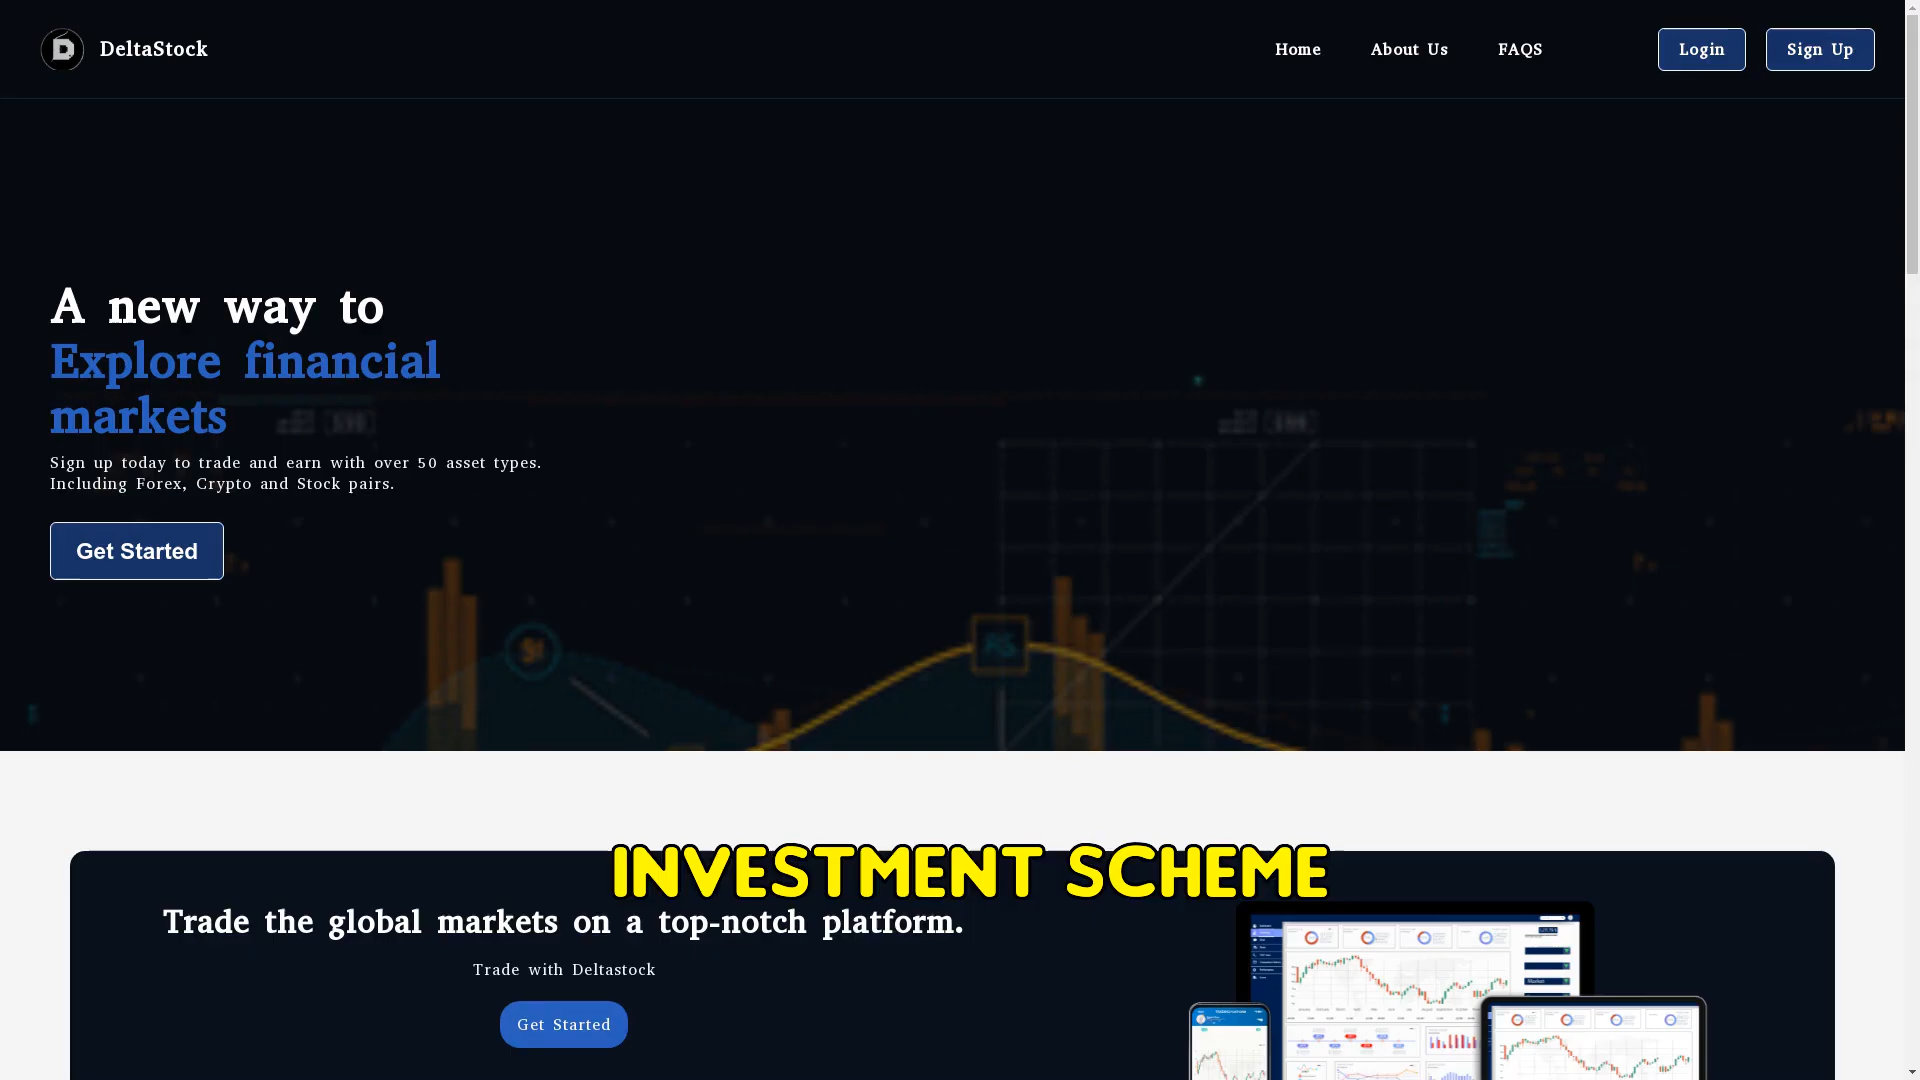 DeltaStock
Home
About Us
FAQS
Login
Sign Up
A new way to
Explore financial
markets
Sign up today to trade and earn with over 50 asset types.
Including Forex, Crypto and Stock pairs.
Get Started
INVESTMENT SCHEME
Trade the global markets on a top-notch platform.
Trade with Deltastock
Get Started